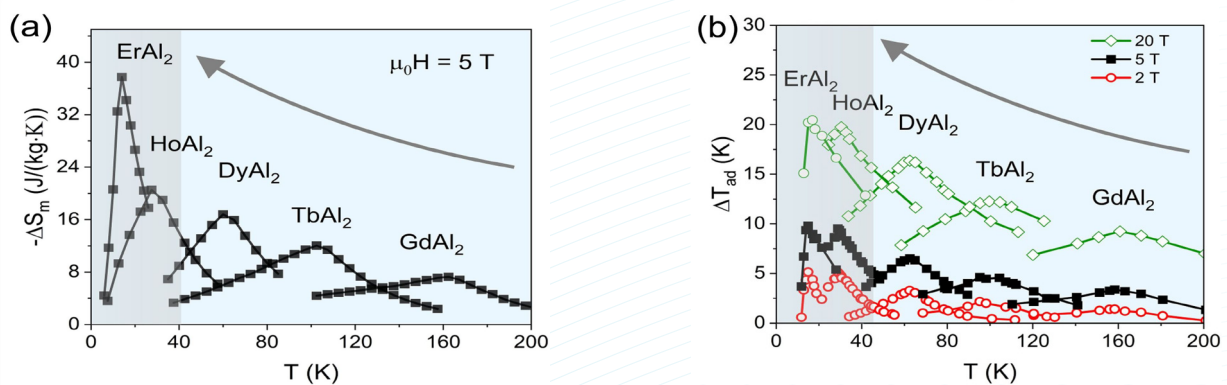 (a)
-ΔSₘ (J/(kg·K))
40
32
24
16
8
0
ErAl₂
HoAl₂
DyAl₂
TbAl₂
GdAl₂
μ₀H = 5 T
0 40 80 120 160 200
T (K)
(b)
ΔT_ad (K)
30
25
20
15
10
5
0
20 T
5 T
2 T
ErAl₂
HoAl₂
DyAl₂
TbAl₂
GdAl₂
0 40 80 120 160 200
T (K)